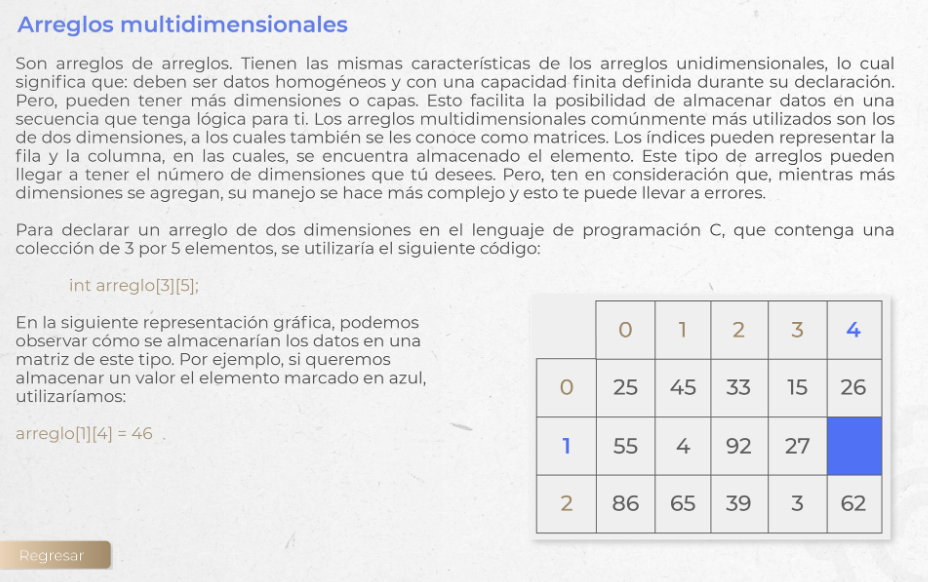 Arreglos multidimensionales
Son arreglos de arreglos. Tienen las mismas características de los arreglos unidimensionales, lo cual
significa que: deben ser datos homogéneos y con una capacidad finita definida durante su declaración.
Pero, pueden tener más dimensiones o capas. Esto facilita la posibilidad de almacenar datos en una
secuencia que tenga lógica para ti. Los arreglos multidimensionales comúnmente más utilizados son los
de dos dimensiones, a los cuales también se les conoce como matrices. Los índices pueden representar la
fila y la columna, en las cuales, se encuentra almacenado el elemento. Este tipo de arreglos pueden
llegar a tener el número de dimensiones que tú desees. Pero, ten en consideración que, mientras más
dimensiones se agregan, su manejo se hace más complejo y esto te puede llevar a errores.
Para declarar un arreglo de dos dimensiones en el lenguaje de programación C, que contenga una
colección de 3 por 5 elementos, se utilizaría el siguiente código:
int arreglo[3][5];
En la siguiente representación gráfica, podemos
observar cómo se almacenarían los datos en una
matriz de este tipo. Por ejemplo, si queremos
almacenar un valor el elemento marcado en azul,
utilizaríamos:
arreglo[1][4] = 46
0 1 2 3 4
0 25 45 33 15 26
1 55 4 92 27
2 86 65 39 3 62
Regresar